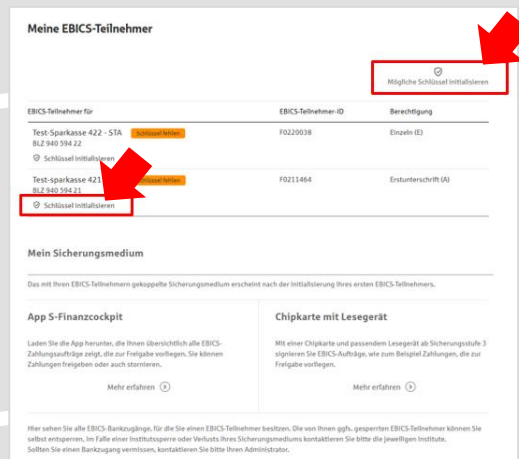 Meine EBICS-Teilnehmer
Mögliche Schlüssel initialisieren
EBICS-Teilnehmer für EBICS-Teilnehmer-ID Berechtigung
Test-Sparkasse 422 - STA Schlüssel fehlen F0220038 Einzeln (E)
BLZ 940 594 22
Schlüssel initialisieren
Test-sparkasse 421 Schlüssel fehlen F0211464 Erstunterschrift (A)
BLZ 940 594 21
Schlüssel initialisieren
Mein Sicherungsmedium
Das mit Ihren EBICS-Teilnehmern gekoppelte Sicherungsmedium erscheint nach der Initialisierung Ihres ersten EBICS-Teilnehmers.
App S-Finanzcockpit
Laden Sie die App herunter, die Ihnen übersichtlich alle EBICS-
Zahlungsaufträge zeigt, die zur Freigabe vorliegen. Sie können
Zahlungen freigeben oder auch stornieren.
Mehr erfahren
Chipkarte mit Lesegerät
Mit einer Chipkarte und passendem Lesegerät ab Sicherungsstufe 3
signieren Sie EBICS-Aufträge, wie zum Beispiel Zahlungen, die zur
Freigabe vorliegen.
Mehr erfahren
Hier sehen Sie alle EBICS-Bankzugänge, für die Sie einen EBICS-Teilnehmer besitzen. Die von Ihnen ggfs. gesperrten EBICS-Teilnehmer können Sie
selbst entsperren, im Falle einer Institutssperre oder Verlusts Ihres Sicherungsmediums kontaktieren Sie bitte die jeweiligen Institute.
Sollten Sie einen Bankzugang vermissen, kontaktieren Sie bitte Ihren Administrator.